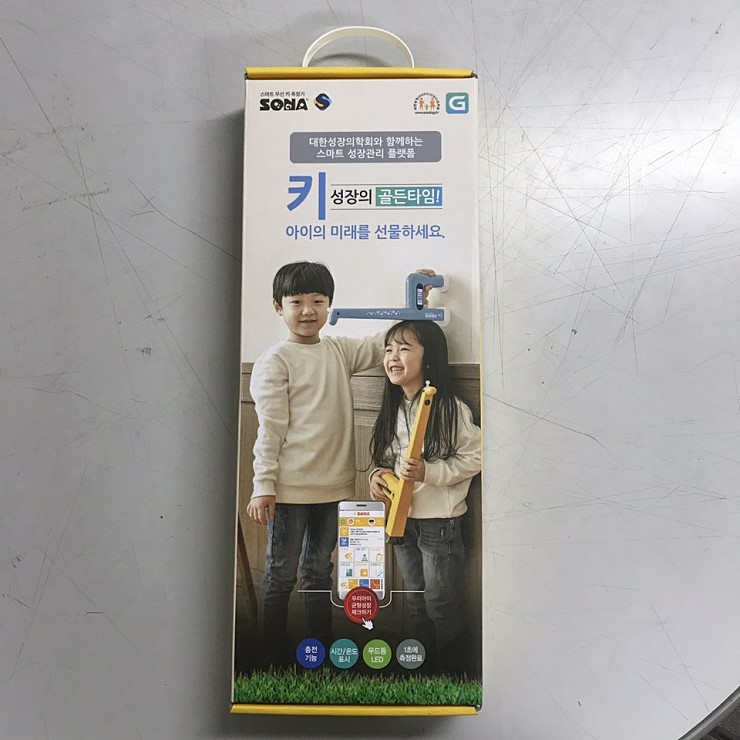 스마트 무선 키 측정기
SONA
G
대한성장의학회와 함께하는
스마트 성장관리 플랫폼
키 성장의 골든타임!
아이의 미래를 선물하세요.
SONA
우리아이
균형성장
체크하기
충전
기능
시간/온도
표시
무드등
LED
1초에
측정완료